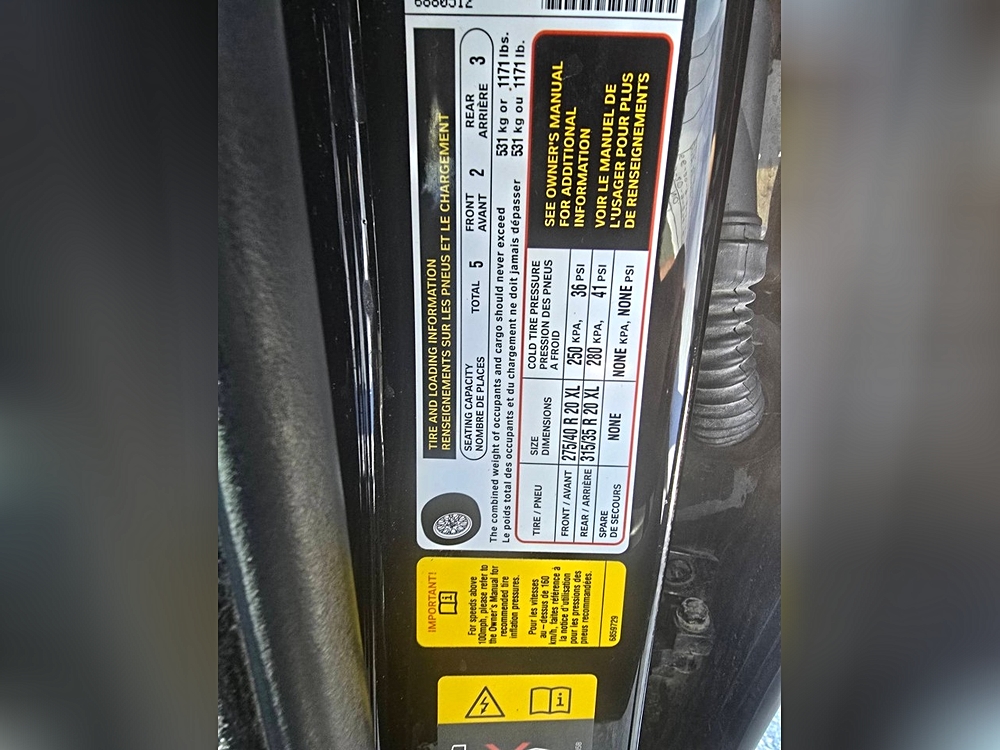 6880512
TIRE AND LOADING INFORMATION
RENSEIGNEMENTS SUR LES PNEUS ET LE CHARGEMENT
SEATING CAPACITY
NOMBRE DE PLACES
TOTAL 5
FRONT
AVANT
2
REAR
ARRIÈRE
3
The combined weight of occupants and cargo should never exceed 531 kg or 1171 lbs.
Le poids total des occupants et du chargement ne doit jamais dépasser 531 kg ou 1171 lb.
TIRE / PNEU
SIZE
DIMENSIONS
COLD TIRE PRESSURE
PRESSION DES PNEUS
A FROID
FRONT / AVANT 275/40 R 20 XL 250 KPA, 36 PSI
REAR / ARRIÈRE 315/35 R 20 XL 280 KPA, 41 PSI
SPARE
DE SECOURS
NONE NONE KPA, NONE PSI
SEE OWNER'S MANUAL
FOR ADDITIONAL
INFORMATION
VOIR LE MANUEL DE
L'USAGER POUR PLUS
DE RENSEIGNEMENTS
IMPORTANT!
For speeds above
100mph, please refer to
the Owner's Manual for
recommended tire
inflation pressures.
Pour les vitesses
au-dessus de 160
km/h, faites référence à
la notice d'utilisation
pour les pressions des
pneus recommandées.
6859729